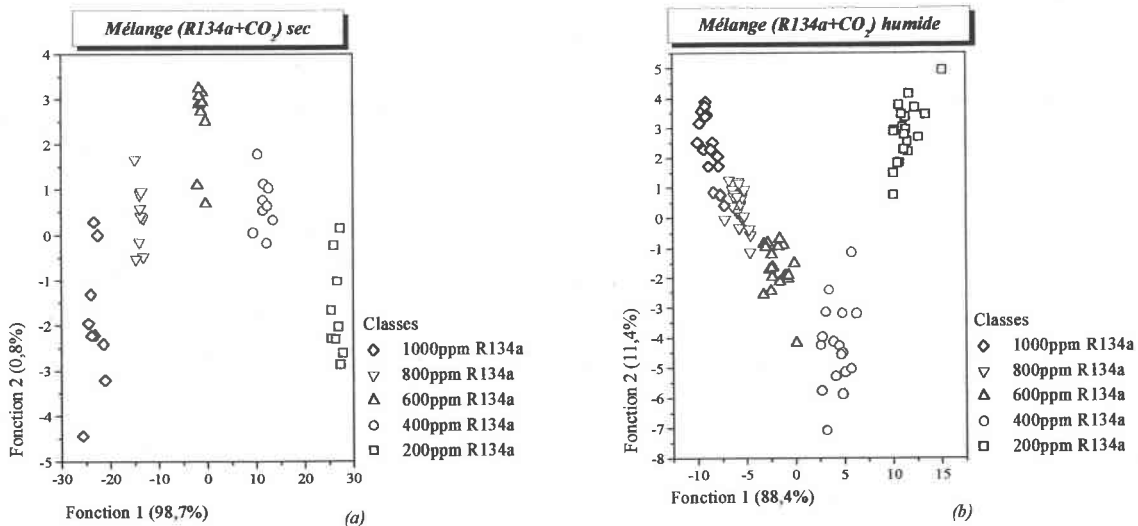 Mélange (R134a+CO₂) sec
4
3
2
1
0
-1
-2
-3
-4
-5
-30
-20
-10
0
10
20
30
Fonction 2 (0,8%)
Fonction 1 (98,7%)
(a)
Classes
1000ppm R134a
800ppm R134a
600ppm R134a
400ppm R134a
200ppm R134a
Mélange (R134a+CO₂) humide
5
4
3
2
1
0
-1
-2
-3
-4
-5
-6
-7
-8
-10
-5
0
5
10
15
Fonction 2 (11,4%)
Fonction 1 (88,4%)
(b)
Classes
1000ppm R134a
800ppm R134a
600ppm R134a
400ppm R134a
200ppm R134a